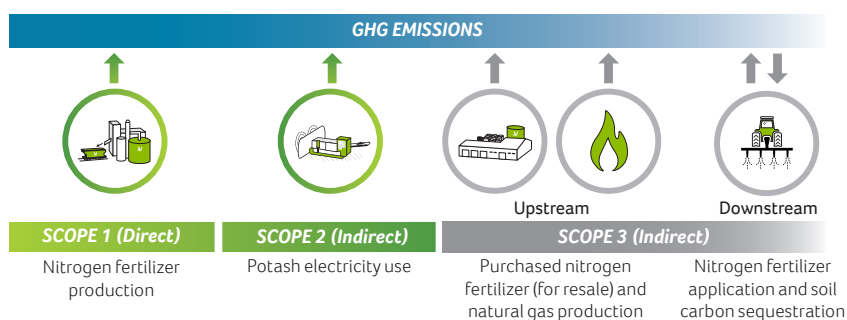 GHG EMISSIONS
Upstream
Downstream
SCOPE 1 (Direct)
SCOPE 2 (Indirect)
SCOPE 3 (Indirect)
Nitrogen fertilizer
production
Potash electricity use
Purchased nitrogen
fertilizer (for resale) and
natural gas production
Nitrogen fertilizer
application and soil
carbon sequestration